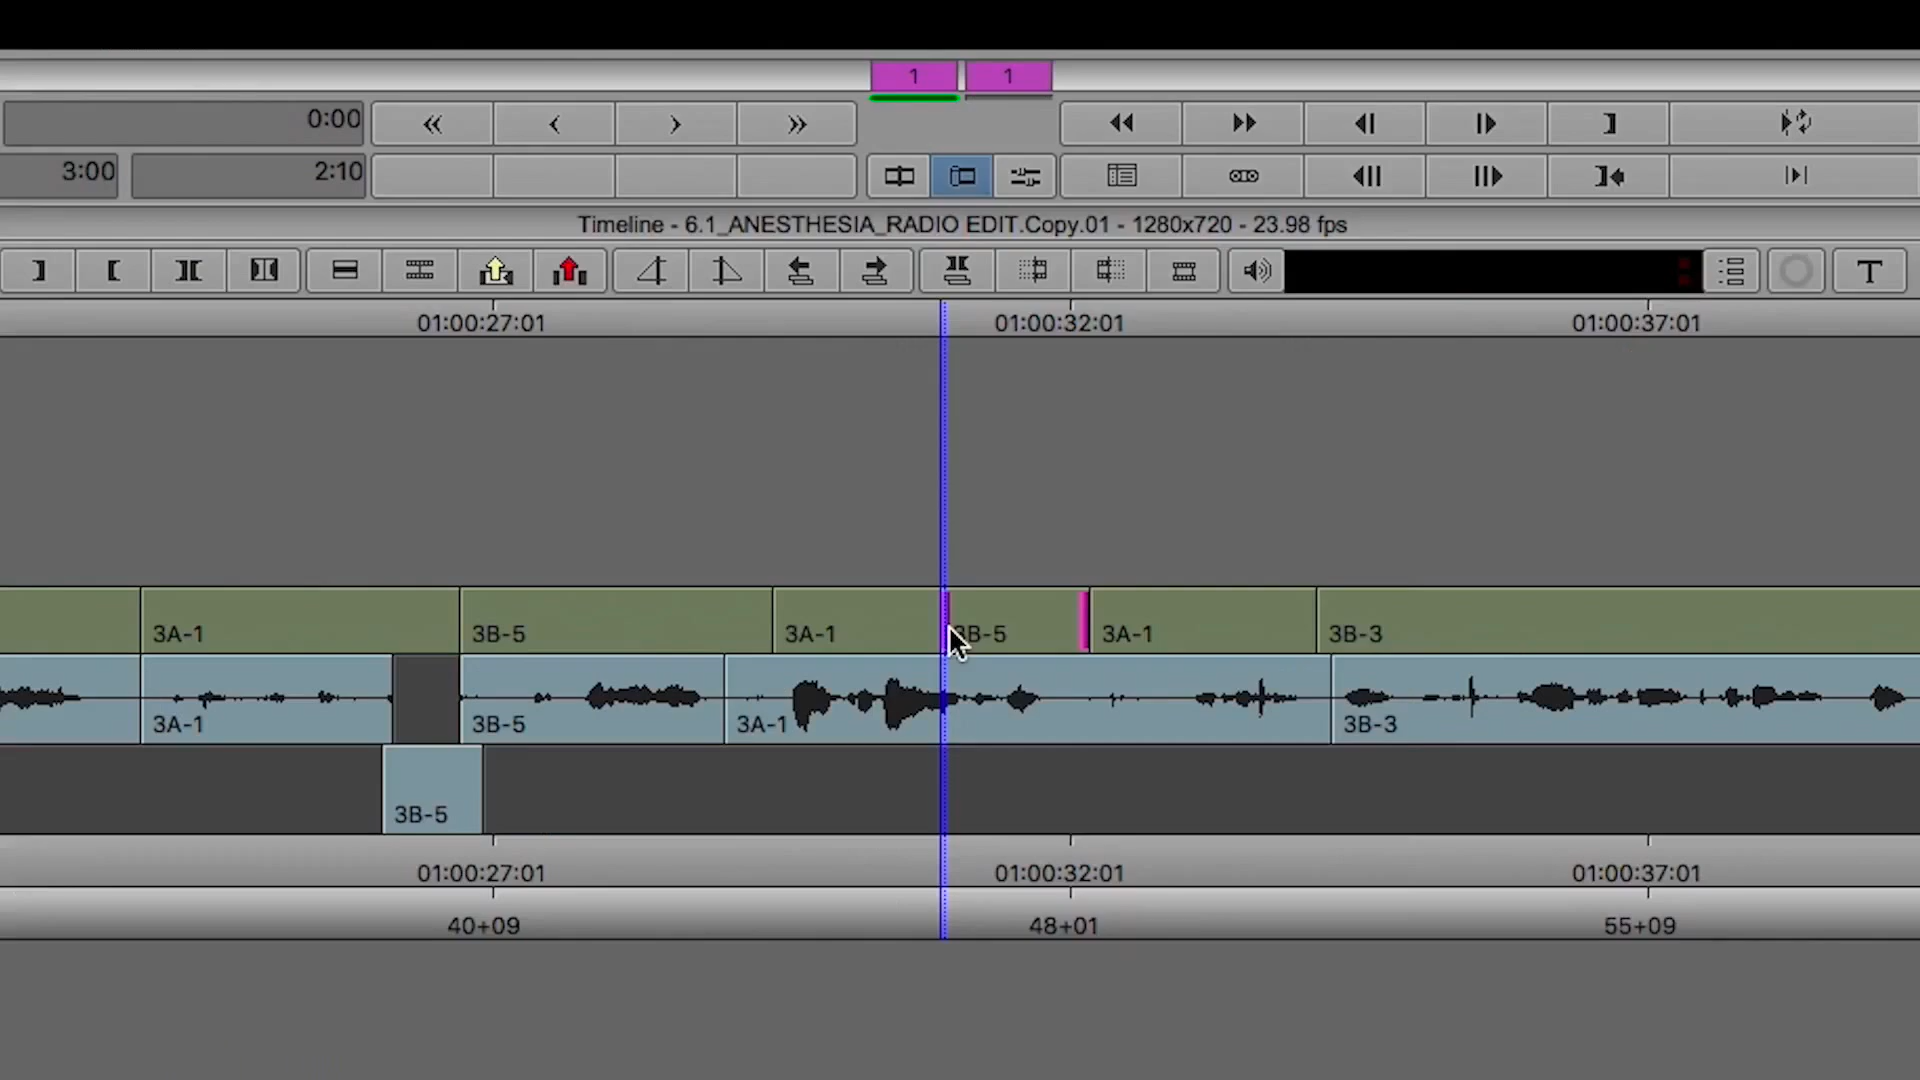 1 1
0:00
3:00 2:10
Timeline - 6.1_ANESTHESIA_RADIO EDIT.Copy.01 - 1280x720 - 23.98 fps
T
01:00:27:01 01:00:32:01 01:00:37:01
3A-1 3B-5 3A-1 3B-5 3A-1 3B-3
3A-1 3B-5 3A-1 3B-3
3B-5
01:00:27:01 01:00:32:01 01:00:37:01
40+09 48+01 55+09